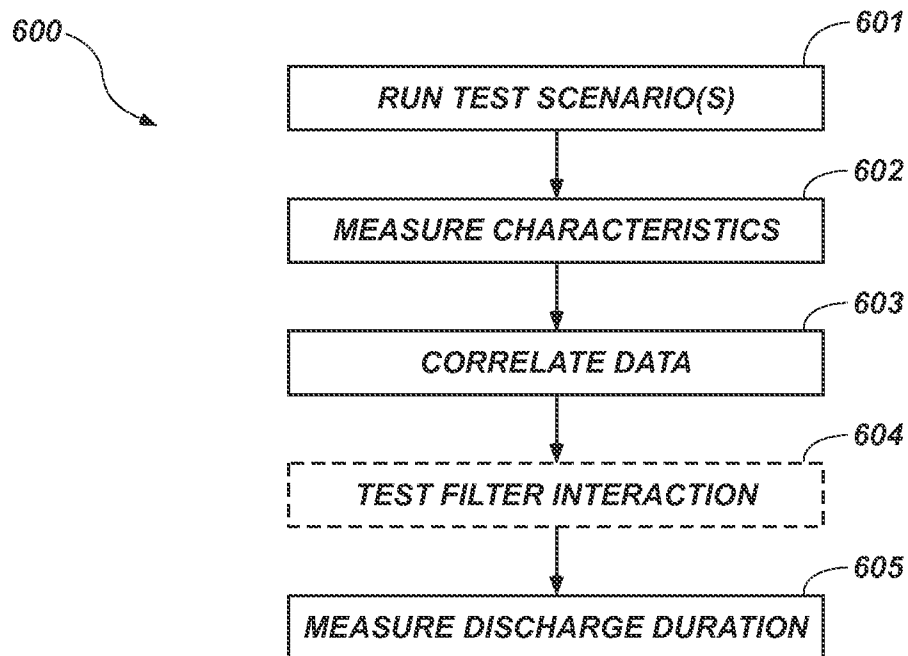 600
601
RUN TEST SCENARIO(S)
602
MEASURE CHARACTERISTICS
603
CORRELATE DATA
604
TEST FILTER INTERACTION
605
MEASURE DISCHARGE DURATION